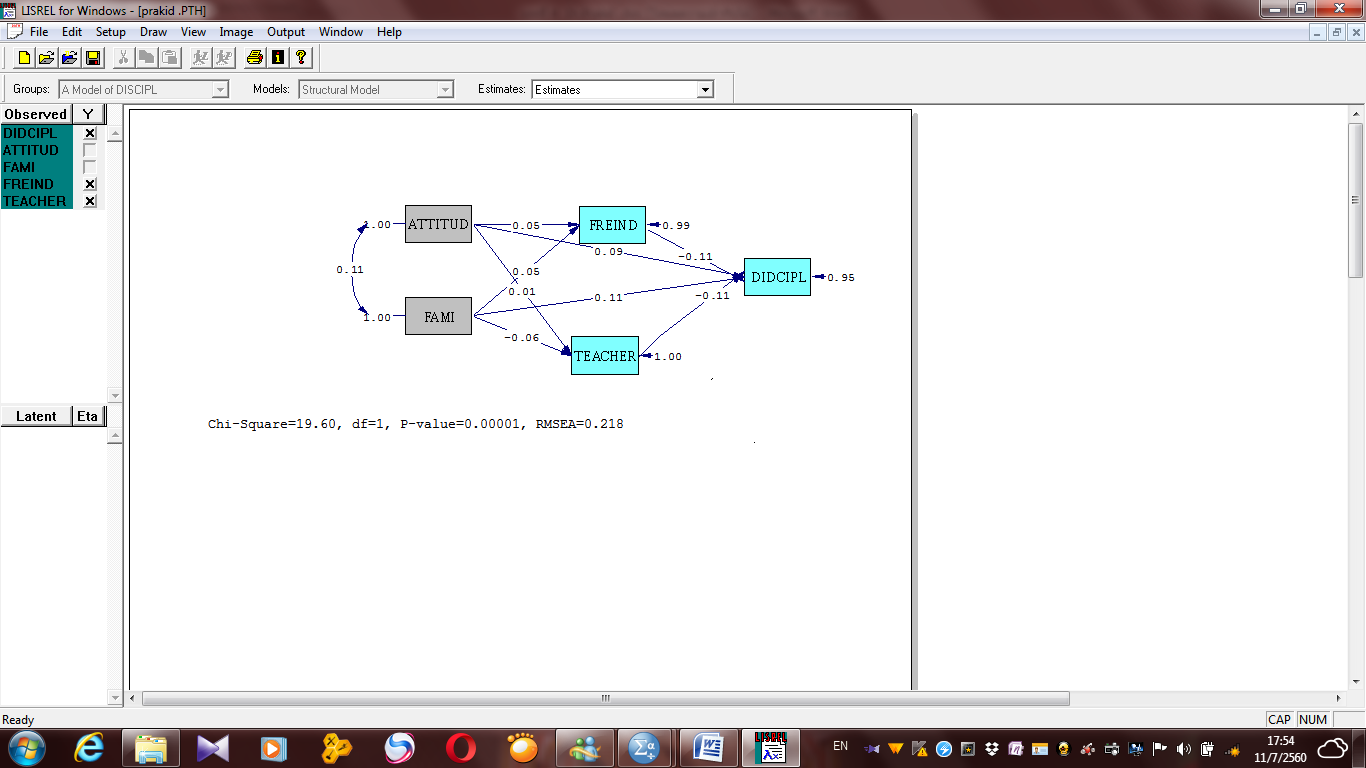 LISREL for Windows - [prakid .PTH]
File Edit Setup Draw View Image Output Window Help
Groups: A Model of DISCIPL Models: Structural Model Estimates: Estimates
Observed Y
DIDCIPL
ATTITUD
FAMI
FREIND
TEACHER
Latent Eta
1.00 ATTITUD 0.05 FREIND 0.99
0.09 -0.11
0.11 0.05 DIDCIPL 0.95
0.01 0.11 -0.11
1.00 FAMI
-0.06 TEACHER 1.00
Chi-Square=19.60, df=1, P-value=0.00001, RMSEA=0.218
Ready CAP NUM
LISREL
EN 17:54
11/7/2560